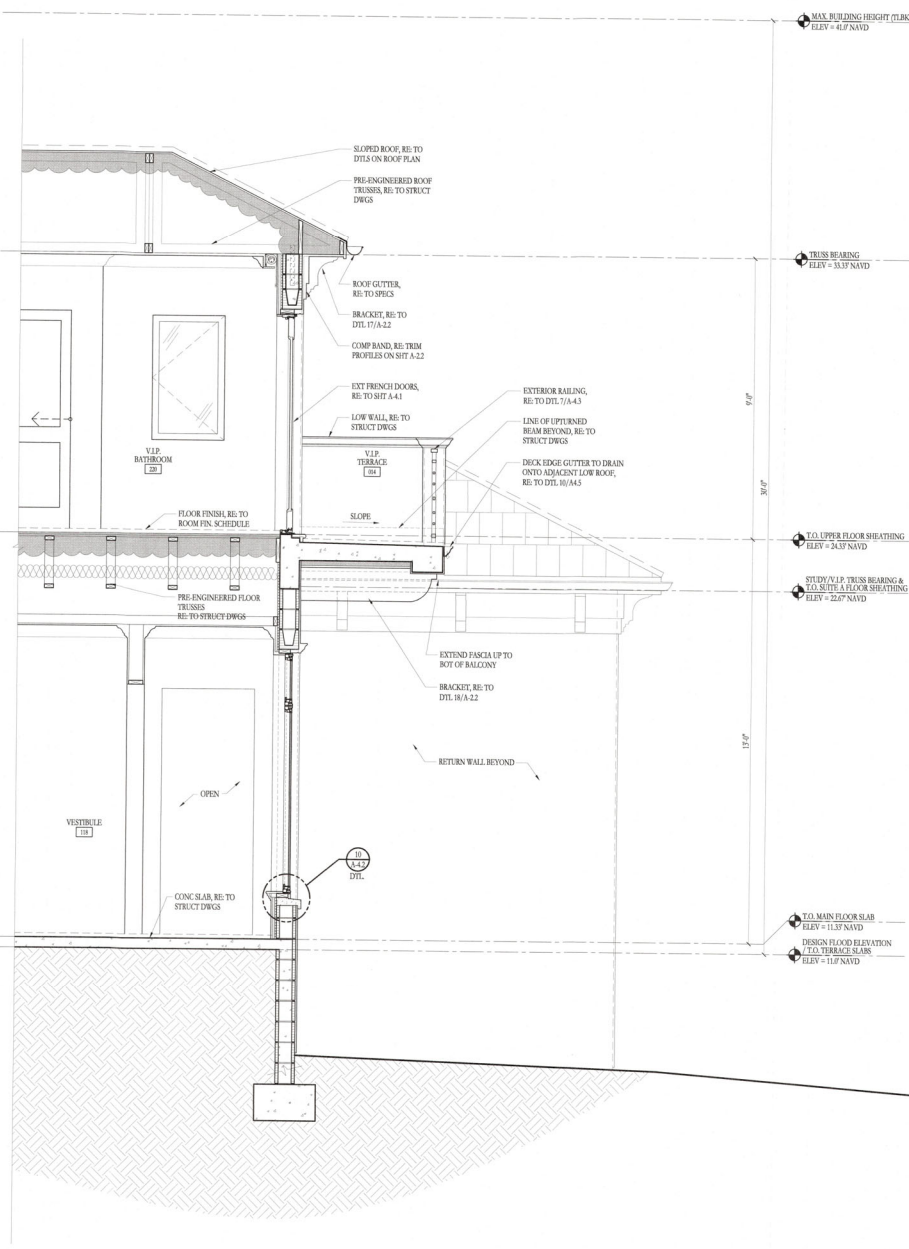 MAX. BUILDING HEIGHT (TLBK
ELEV = 41.0' NAVD
SLOPED ROOF, RE: TO
DTLS ON ROOF PLAN
PRE-ENGINEERED ROOF
TRUSSES, RE: TO STRUCT
DWGS
TRUSS BEARING
ELEV = 33.33' NAVD
ROOF GUTTER,
RE: TO SPECS
BRACKET, RE: TO
DTL 17/A-2.2
COMP BAND, RE: TRIM
PROFILES ON SHT A-2.2
EXT FRENCH DOORS,
RE: TO SHT A-4.1
LOW WALL, RE: TO
STRUCT DWGS
EXTERIOR RAILING,
RE: TO DTL 7/A-4.3
LINE OF UPTURNED
BEAM BEYOND, RE: TO
STRUCT DWGS
DECK EDGE GUTTER TO DRAIN
ONTO ADJACENT LOW ROOF,
RE: TO DTL 10/A4.5
9'-0"
30'-0"
V.I.P.
BATHROOM
220
V.I.P.
TERRACE
014
SLOPE
FLOOR FINISH, RE: TO
ROOM FIN. SCHEDULE
T.O. UPPER FLOOR SHEATHING
ELEV = 24.33' NAVD
STUDY/V.I.P. TRUSS BEARING &
T.O. SUITE A FLOOR SHEATHING
ELEV = 22.67' NAVD
PRE-ENGINEERED FLOOR
TRUSSES
RE: TO STRUCT DWGS
EXTEND FASCIA UP TO
BOT OF BALCONY
BRACKET, RE: TO
DTL 18/A-2.2
13'-0"
RETURN WALL BEYOND
OPEN
VESTIBULE
118
10
A-4.2
DTL.
CONC SLAB, RE: TO
STRUCT DWGS
T.O. MAIN FLOOR SLAB
ELEV = 11.33' NAVD
DESIGN FLOOD ELEVATION
/ T.O. TERRACE SLABS
ELEV = 11.0' NAVD